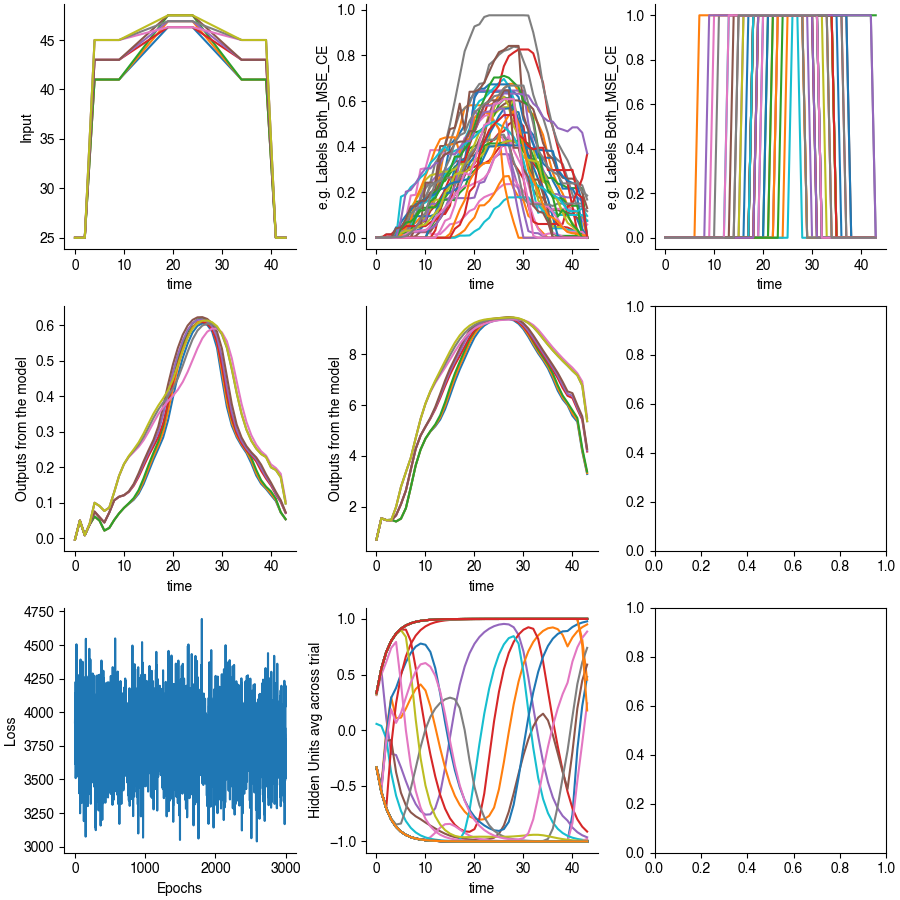 45
40
35
30
25
Input
0 10 20 30 40
time
1.0
0.8
0.6
0.4
0.2
0.0
e.g. Labels Both_MSE_CE
0 10 20 30 40
time
1.0
0.8
0.6
0.4
0.2
0.0
e.g. Labels Both_MSE_CE
0 10 20 30 40
time
0.6
0.5
0.4
0.3
0.2
0.1
0.0
Outputs from the model
0 10 20 30 40
time
8
6
4
2
Outputs from the model
0 10 20 30 40
time
1.0
0.8
0.6
0.4
0.2
0.0
0.0 0.2 0.4 0.6 0.8 1.0
4750
4500
4250
4000
3750
3500
3250
3000
Loss
0 1000 2000 3000
Epochs
1.0
0.5
0.0
−0.5
−1.0
Hidden Units avg across trial
0 10 20 30 40
time
1.0
0.8
0.6
0.4
0.2
0.0
0.0 0.2 0.4 0.6 0.8 1.0